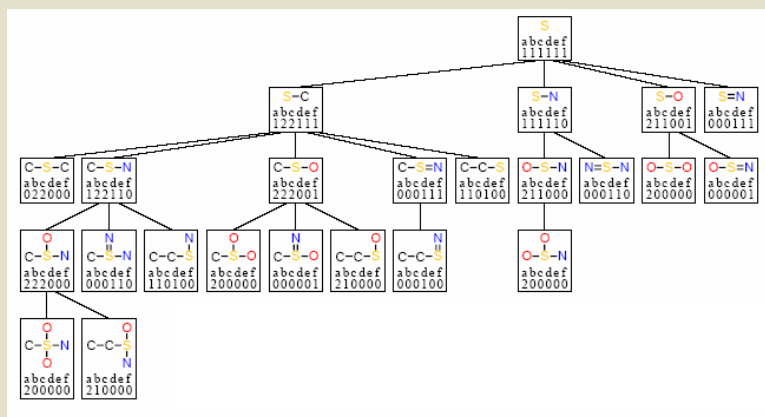 S
abcdef
111111
S-C
abcdef
122111
S-N
abcdef
111110
S-O
abcdef
211001
S=N
abcdef
000111
C-S-C
abcdef
022000
C-S-N
abcdef
122110
C-S-O
abcdef
222001
C-S=N
abcdef
000111
C-C-S
abcdef
110100
O-S-N
abcdef
211000
N=S-N
abcdef
000110
O-S-O
abcdef
200000
O-S=N
abcdef
000001
O
C-S-N
abcdef
222000
N
C-S-N
abcdef
000110
N
C-C-S
abcdef
110100
O
C-S-O
abcdef
200000
N
C-S-O
abcdef
000001
O
C-C-S
abcdef
210000
N
C-C-S
abcdef
000100
O
O-S-N
abcdef
200000
O
C-S-N
O
abcdef
200000
O
C-C-S
N
abcdef
210000